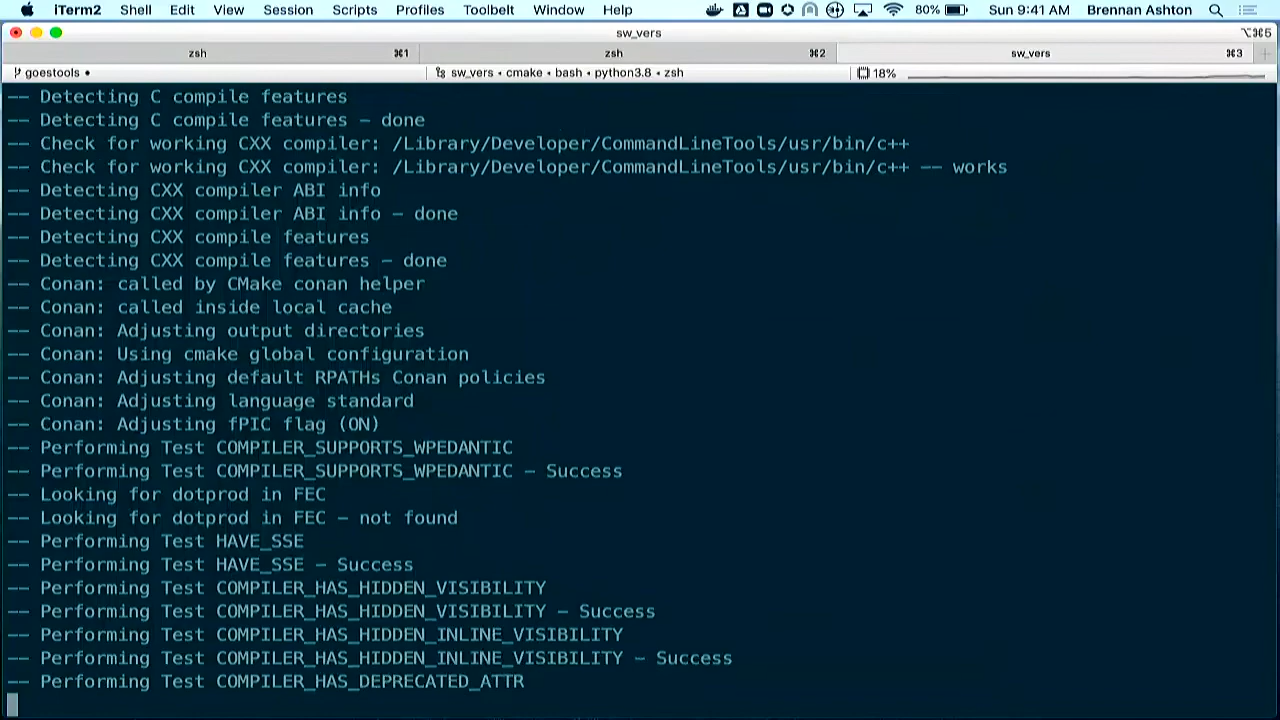 iTerm2 Shell Edit View Session Scripts Profiles Toolbelt Window Help 80% Sun 9:41 AM Brennan Ashton
sw_vers ⌥⌘5
zsh ⌘1 zsh ⌘2 sw_vers ⌘3
goestools • sw_vers • cmake • bash • python3.8 • zsh 18%
-- Detecting C compile features
-- Detecting C compile features - done
-- Check for working CXX compiler: /Library/Developer/CommandLineTools/usr/bin/c++
-- Check for working CXX compiler: /Library/Developer/CommandLineTools/usr/bin/c++ -- works
-- Detecting CXX compiler ABI info
-- Detecting CXX compiler ABI info - done
-- Detecting CXX compile features
-- Detecting CXX compile features - done
-- Conan: called by CMake conan helper
-- Conan: called inside local cache
-- Conan: Adjusting output directories
-- Conan: Using cmake global configuration
-- Conan: Adjusting default RPATHs Conan policies
-- Conan: Adjusting language standard
-- Conan: Adjusting fPIC flag (ON)
-- Performing Test COMPILER_SUPPORTS_WPEDANTIC
-- Performing Test COMPILER_SUPPORTS_WPEDANTIC - Success
-- Looking for dotprod in FEC
-- Looking for dotprod in FEC - not found
-- Performing Test HAVE_SSE
-- Performing Test HAVE_SSE - Success
-- Performing Test COMPILER_HAS_HIDDEN_VISIBILITY
-- Performing Test COMPILER_HAS_HIDDEN_VISIBILITY - Success
-- Performing Test COMPILER_HAS_HIDDEN_INLINE_VISIBILITY
-- Performing Test COMPILER_HAS_HIDDEN_INLINE_VISIBILITY - Success
-- Performing Test COMPILER_HAS_DEPRECATED_ATTR